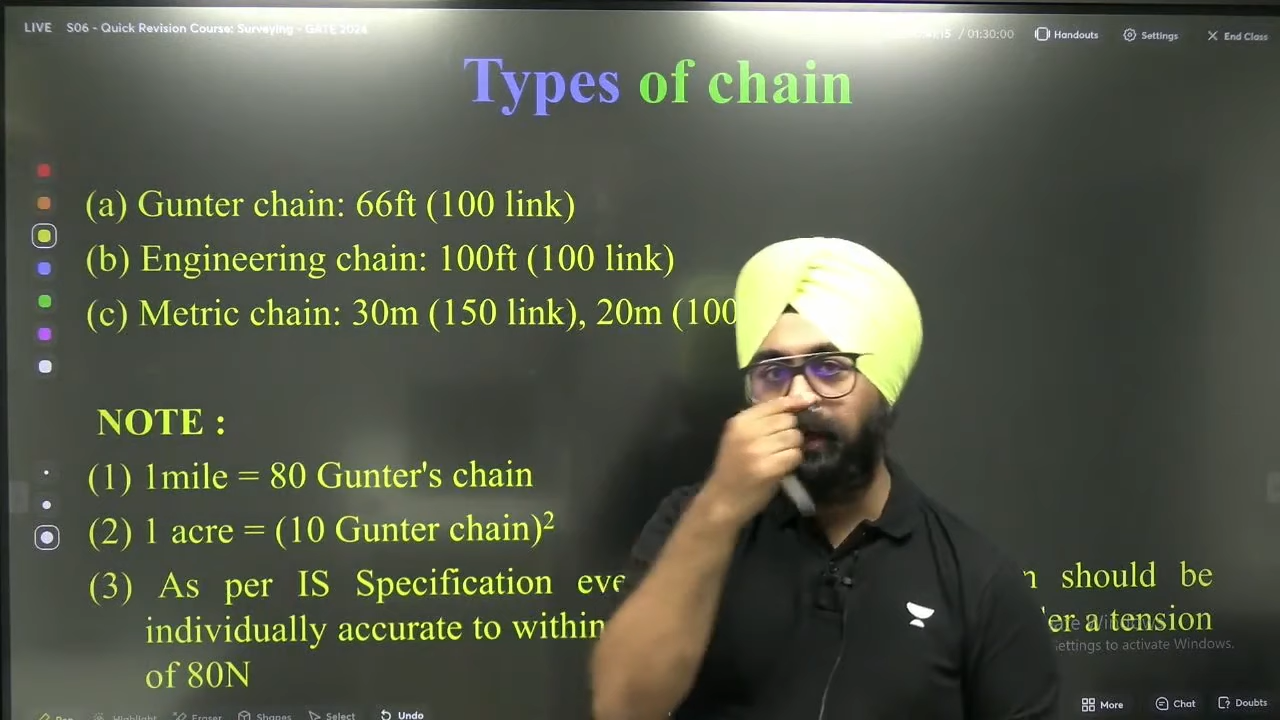 LIVE S06 - Quick Revision Course: Surveying - GATE 2024
/ 01:30:00 Handouts Settings End Class
Types of chain
(a) Gunter chain: 66ft (100 link)
(b) Engineering chain: 100ft (100 link)
(c) Metric chain: 30m (150 link), 20m (100
NOTE :
(1) 1mile = 80 Gunter's chain
(2) 1 acre = (10 Gunter chain)²
(3) As per IS Specification eve n should be
individually accurate to within er a tension
of 80N
Settings to activate Windows.
Pen Highlight Eraser Shapes Select Undo More Chat Doubts